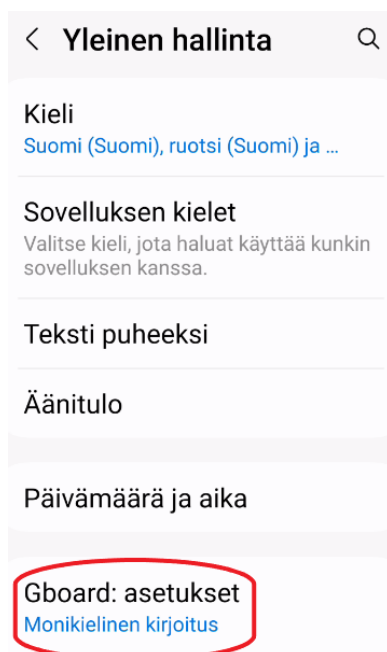 Yleinen hallinta
Kieli
Suomi (Suomi), ruotsi (Suomi) ja ...
Sovelluksen kielet
Valitse kieli, jota haluat käyttää kunkin
sovelluksen kanssa.
Teksti puheeksi
Äänitulo
Päivämäärä ja aika
Gboard: asetukset
Monikielinen kirjoitus